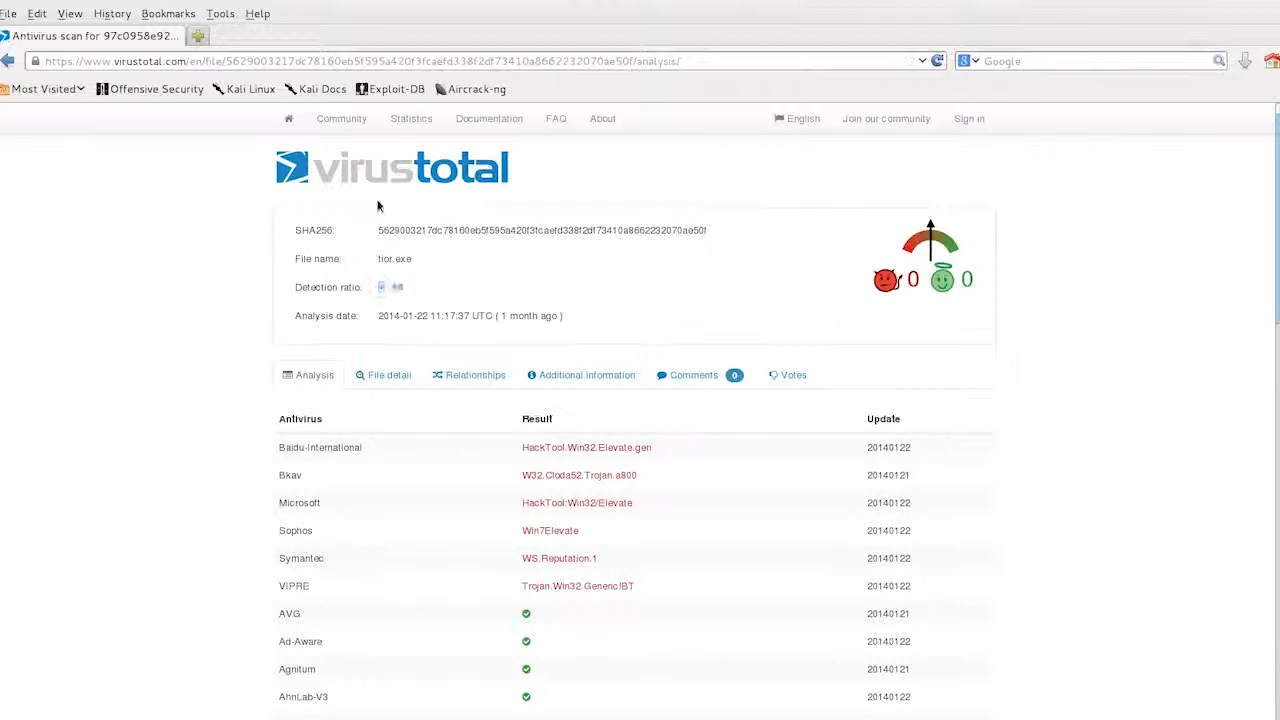 File Edit View History Bookmarks Tools Help
Antivirus scan for 97c0958e92...
https://www.virustotal.com/en/file/5629003217dc78160eb5f595a420f3fcaefd338f2df73410a8662232070ae50f/analysis/ Google
Most Visited Offensive Security Kali Linux Kali Docs Exploit-DB Aircrack-ng
Community Statistics Documentation FAQ About English Join our community Sign in
virustotal
SHA256: 5629003217dc78160eb5f595a420f3fcaefd338f2df73410a8662232070ae50f
File name: tior.exe
Detection ratio:
0 0
Analysis date: 2014-01-22 11:17:37 UTC ( 1 month ago )
Analysis File detail Relationships Additional information Comments 0 Votes
Antivirus Result Update
Baidu-International HackTool.Win32.Elevate.gen 20140122
Bkav W32.Cloda52.Trojan.a800 20140121
Microsoft HackTool:Win32/Elevate 20140122
Sophos Win7Elevate 20140122
Symantec WS.Reputation.1 20140122
VIPRE Trojan.Win32.Generic!BT 20140122
AVG 20140121
Ad-Aware 20140122
Agnitum 20140121
AhnLab-V3 20140122